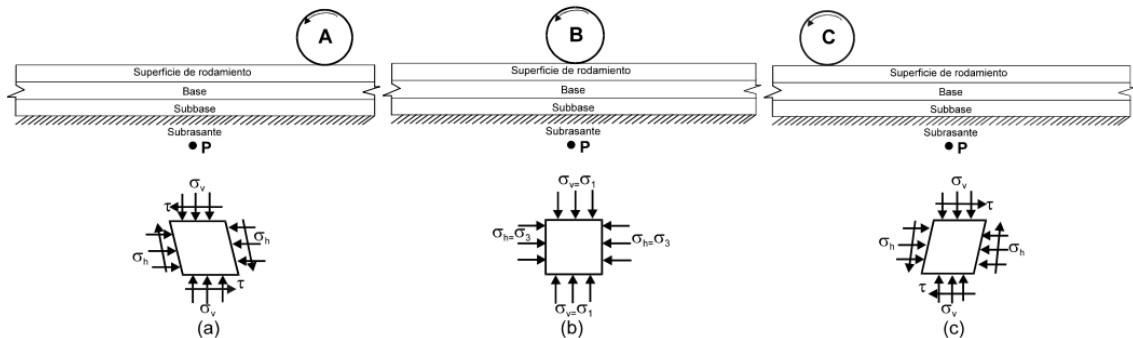 A
Superficie de rodamiento
Base
Subbase
Subrasante
P
σv
τ
σh
σh
τ
σv
(a)
B
Superficie de rodamiento
Base
Subbase
Subrasante
P
σv=σ1
σh=σ3
σh=σ3
σv=σ1
(b)
C
Superficie de rodamiento
Base
Subbase
Subrasante
P
σv
τ
σh
σh
τ
σv
(c)